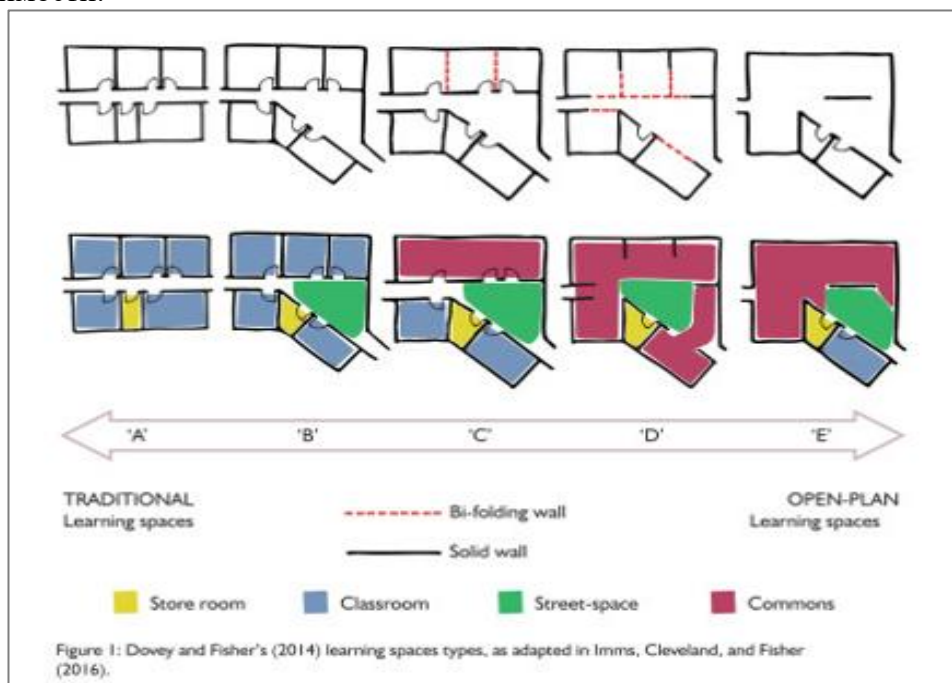 'A' 'B' 'C' 'D' 'E'
TRADITIONAL
Learning spaces
OPEN-PLAN
Learning spaces
Bi-folding wall
Solid wall
Store room Classroom Street-space Commons
Figure 1: Dovey and Fisher's (2014) learning spaces types, as adapted in Imms, Cleveland, and Fisher
(2016).